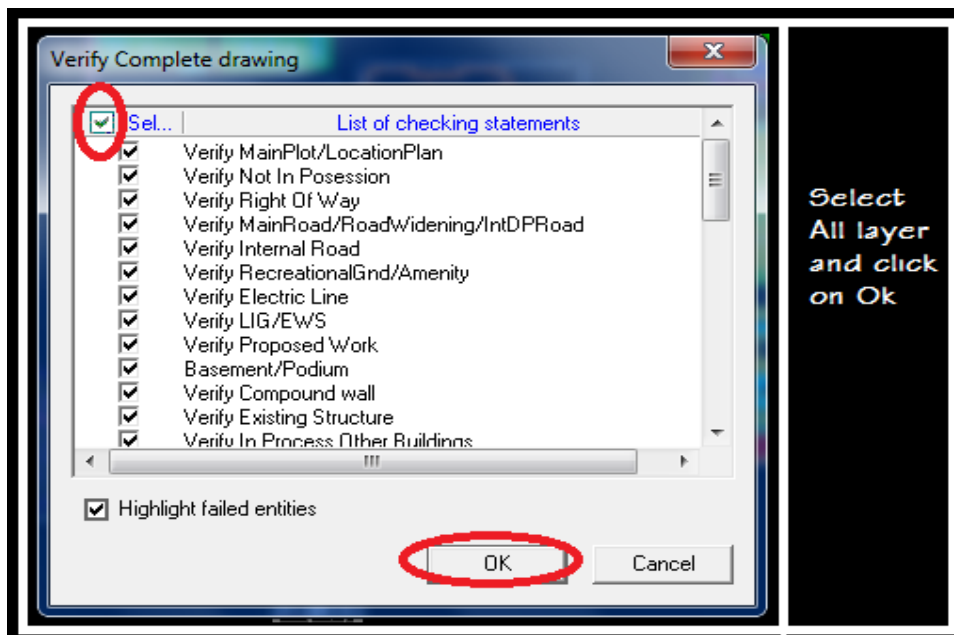 Verify Complete drawing
Sel... List of checking statements
Verify MainPlot/LocationPlan
Verify Not In Posession
Verify Right Of Way
Verify MainRoad/RoadWidening/IntDPRoad
Verify Internal Road
Verify RecreationalGnd/Amenity
Verify Electric Line
Verify LIG/EWS
Verify Proposed Work
Basement/Podium
Verify Compound wall
Verify Existing Structure
Verify In Process Other Buildings
Highlight failed entities
OK Cancel
Select
All layer
and click
on Ok